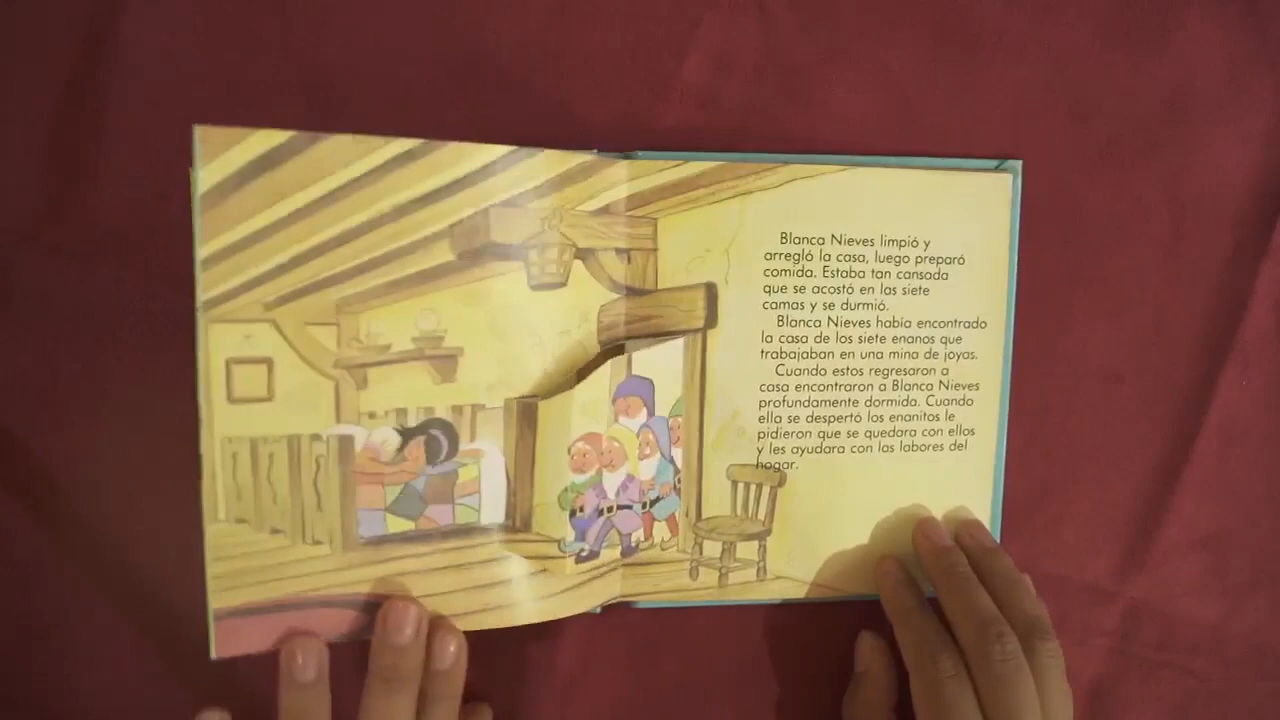 Blanca Nieves limpió y
arregló la casa, luego preparó
comida. Estaba tan cansada
que se acostó en las siete
camas y se durmió.
Blanca Nieves había encontrado
la casa de los siete enanos que
trabajaban en una mina de joyas.
Cuando estos regresaron a
casa encontraron a Blanca Nieves
profundamente dormida. Cuando
ella se despertó los enanitos le
pidieron que se quedara con ellos
y les ayudara con las labores del
hogar.